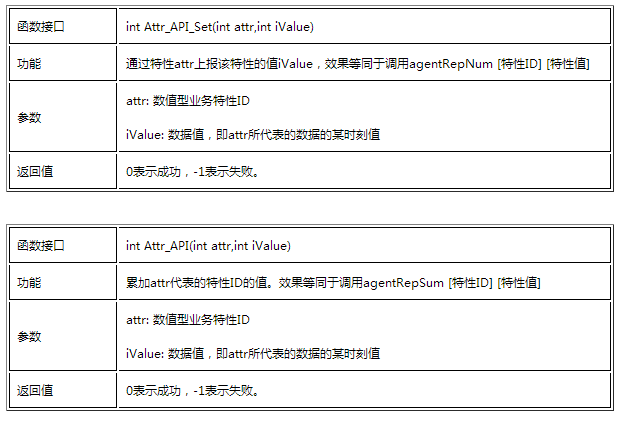 函数接口 int Attr_API_Set(int attr,int iValue)
功能 通过特性attr上报该特性的值iValue，效果等同于调用agentRepNum [特性ID] [特性值]
参数
attr: 数值型业务特性ID
iValue: 数据值，即attr所代表的数据的某时刻值
返回值 0表示成功，-1表示失败。
函数接口 int Attr_API(int attr,int iValue)
功能 累加attr代表的特性ID的值。效果等同于调用agentRepSum [特性ID] [特性值]
参数
attr: 数值型业务特性ID
iValue: 数据值，即attr所代表的数据的某时刻值
返回值 0表示成功，-1表示失败。